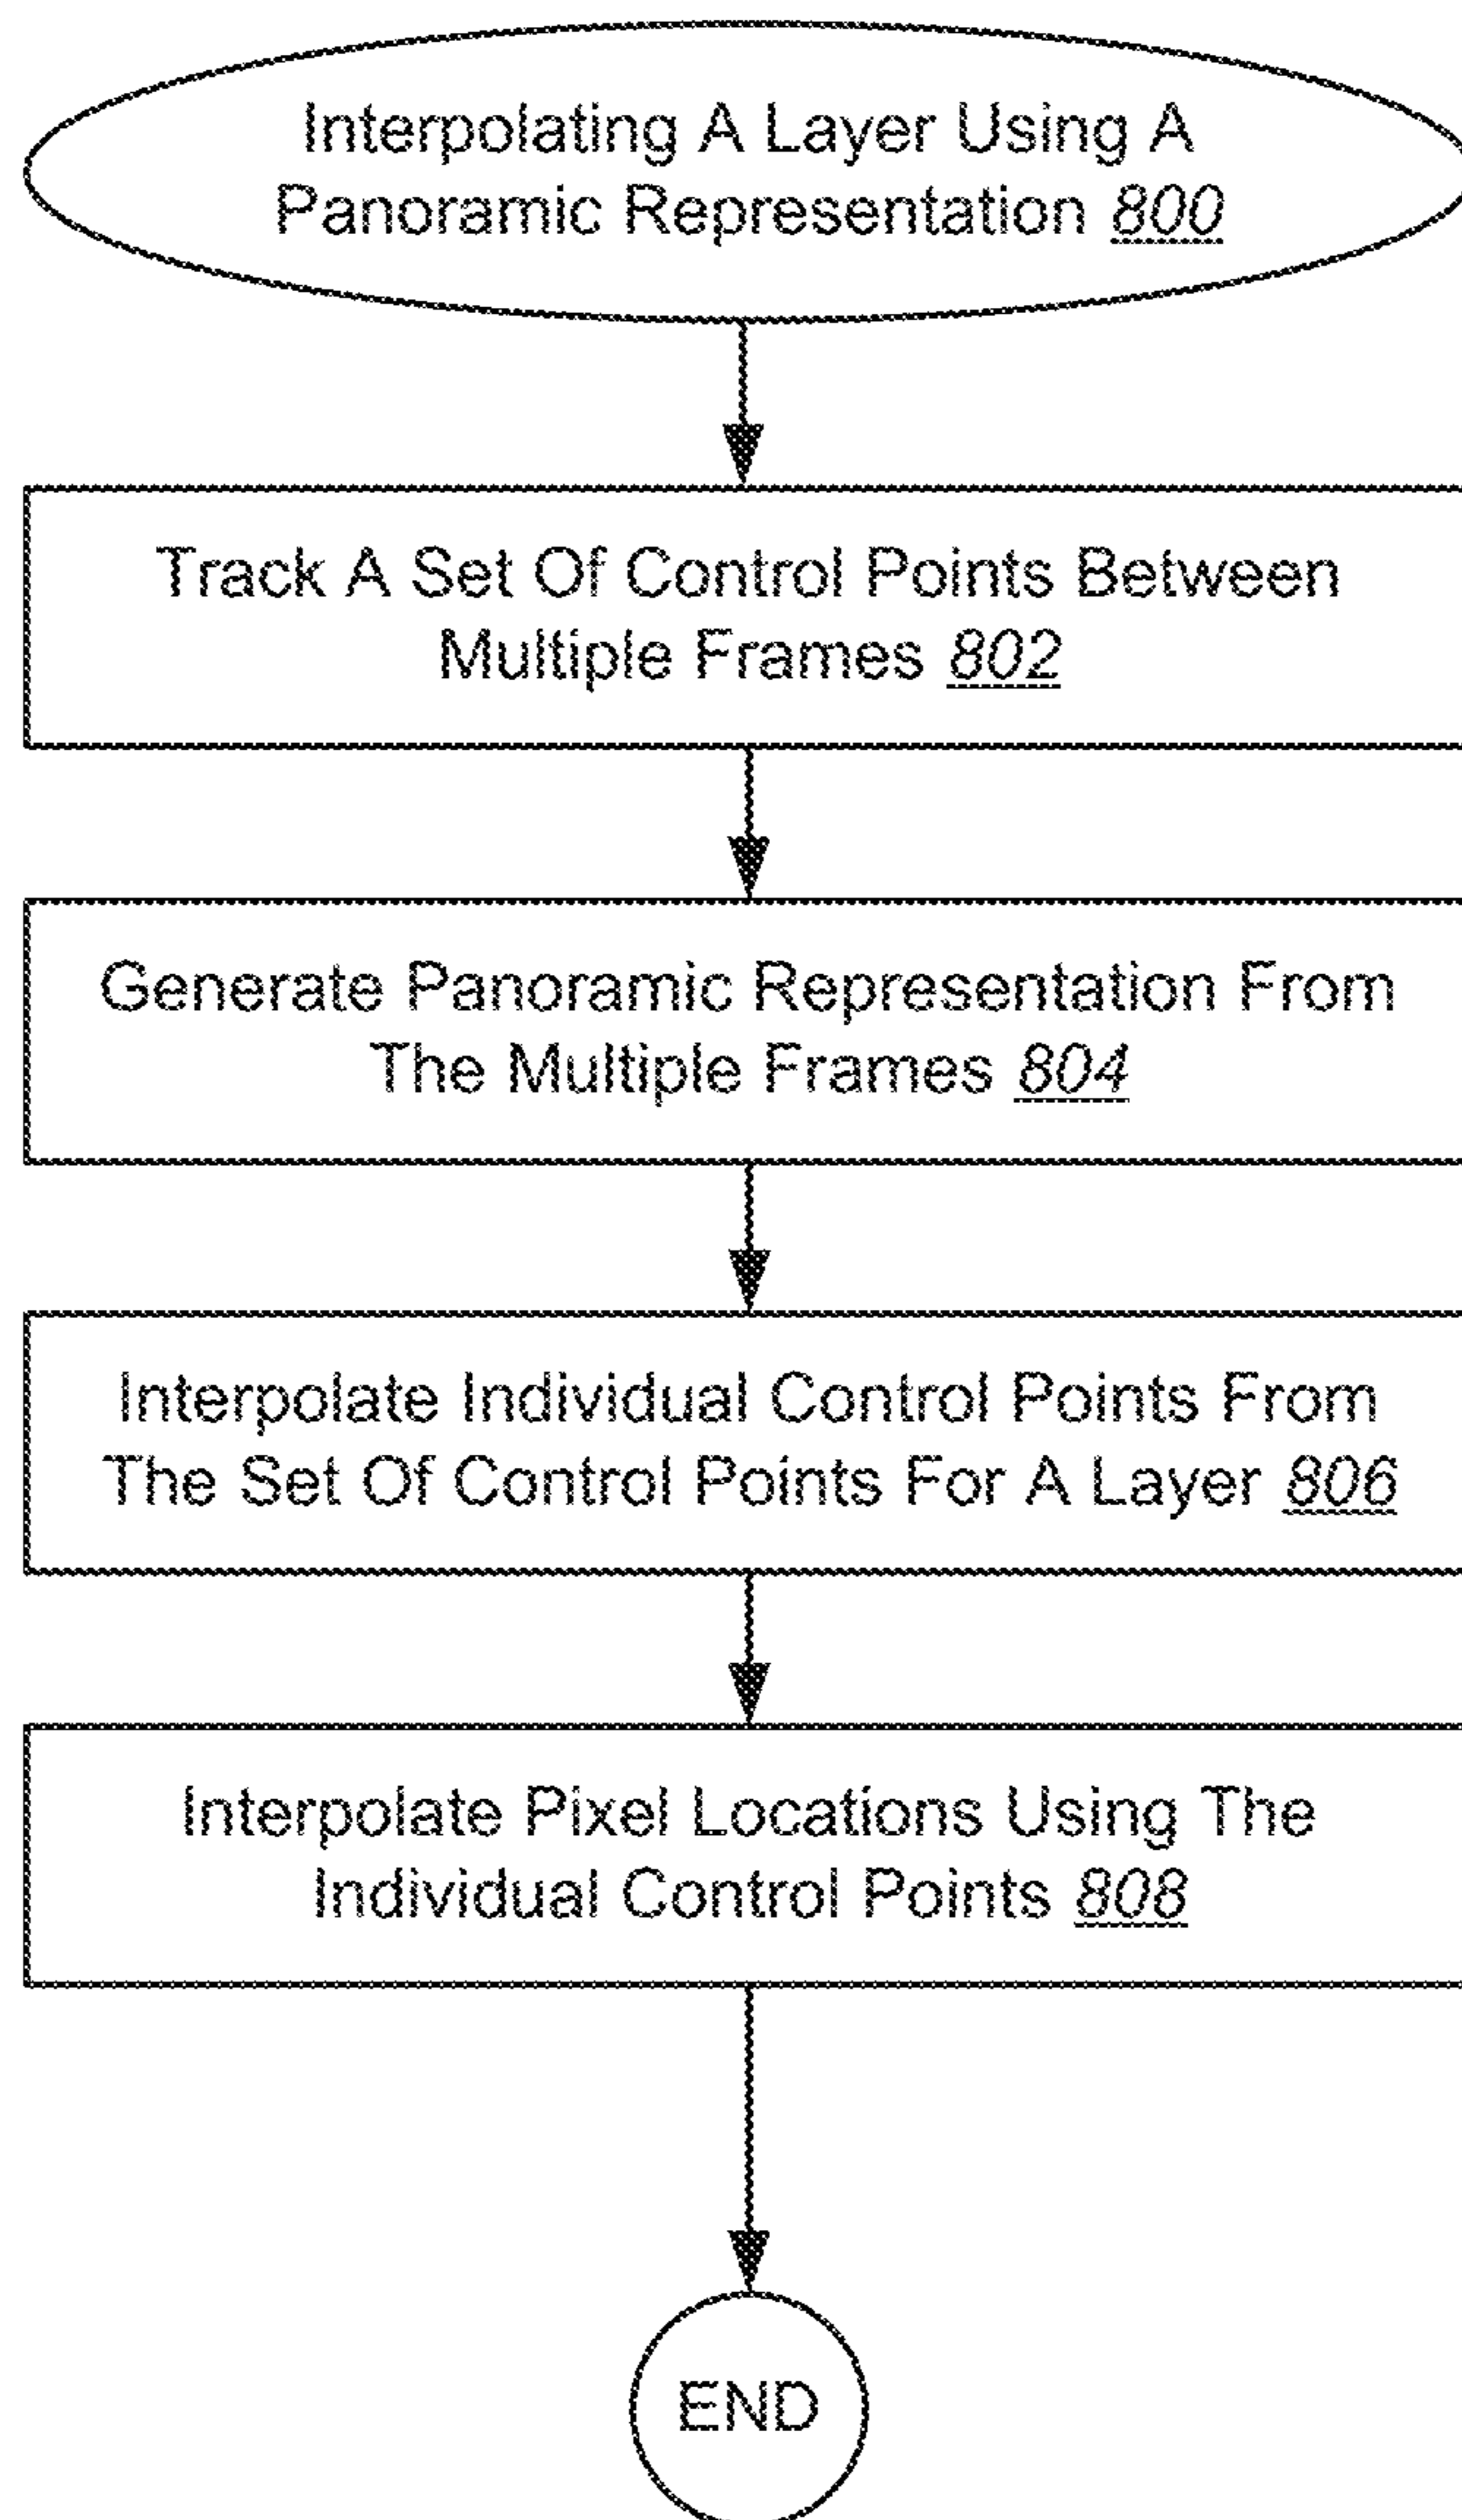 Interpolating A Layer Using A
Panoramic Representation 800
Track A Set Of Control Points Between
Multiple Frames 802
Generate Panoramic Representation From
The Multiple Frames 804
Interpolate Individual Control Points From
The Set Of Control Points For A Layer 806
Interpolate Pixel Locations Using The
Individual Control Points 808
END